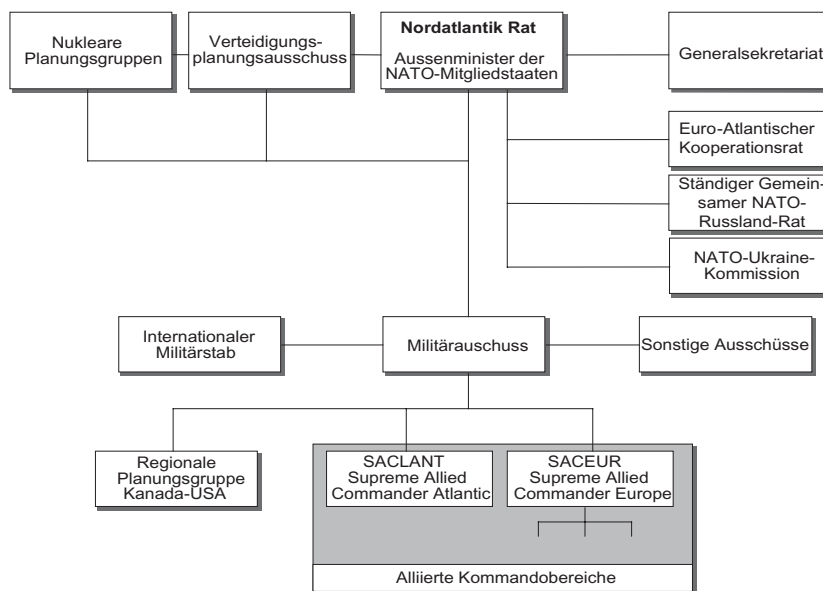 Nukleare
Planungsgruppen
Verteidigungs-
planungsausschuss
Nordatlantik Rat
Aussenminister der
NATO-Mitgliedstaaten
Generalsekretariat
Euro-Atlantischer
Kooperationsrat
Ständiger Gemein-
samer NATO-
Russland-Rat
NATO-Ukraine-
Kommission
Internationaler
Militärstab
Militärauschuss
Sonstige Ausschüsse
Regionale
Planungsgruppe
Kanada-USA
SACLANT
Supreme Allied
Commander Atlantic
SACEUR
Supreme Allied
Commander Europe
Alliierte Kommandobereiche